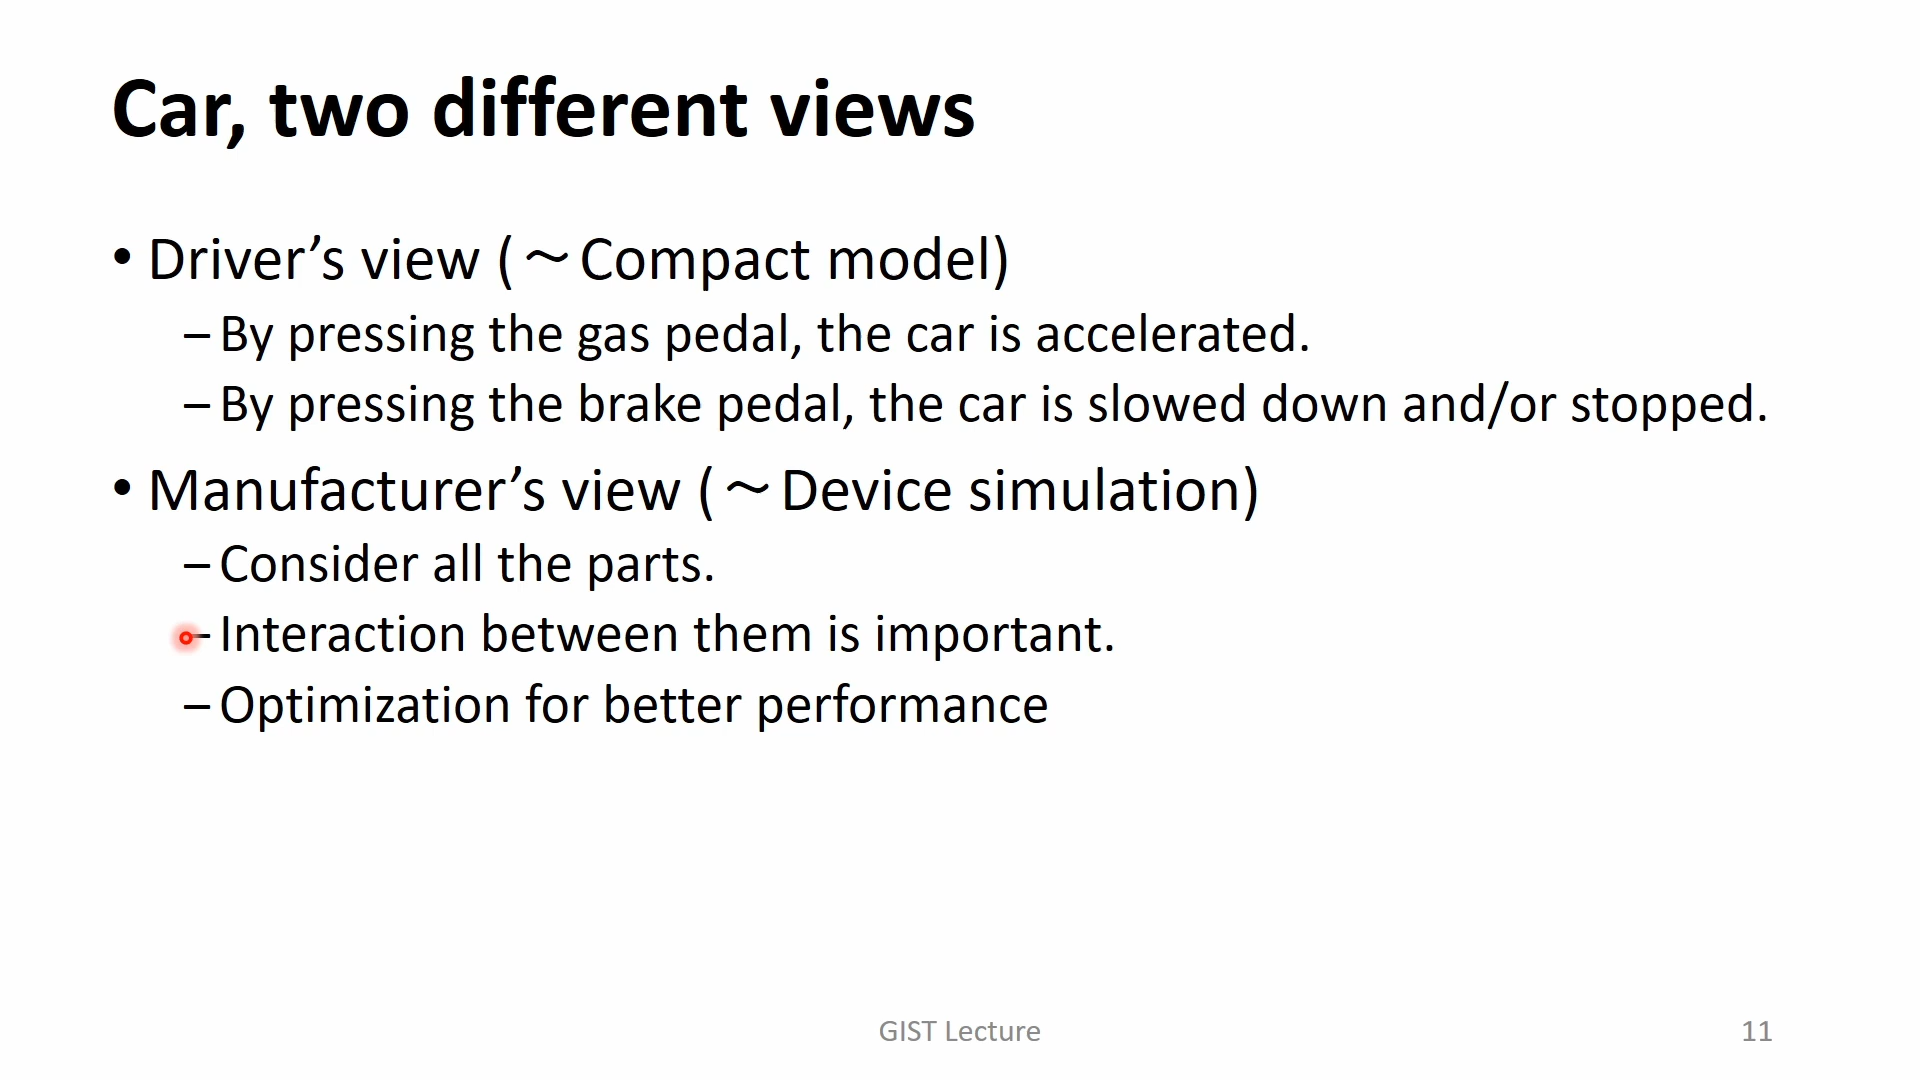 Car, two different views
• Driver’s view (～Compact model)
–By pressing the gas pedal, the car is accelerated.
–By pressing the brake pedal, the car is slowed down and/or stopped.
• Manufacturer’s view (～Device simulation)
–Consider all the parts.
–Interaction between them is important.
–Optimization for better performance
GIST Lecture
11